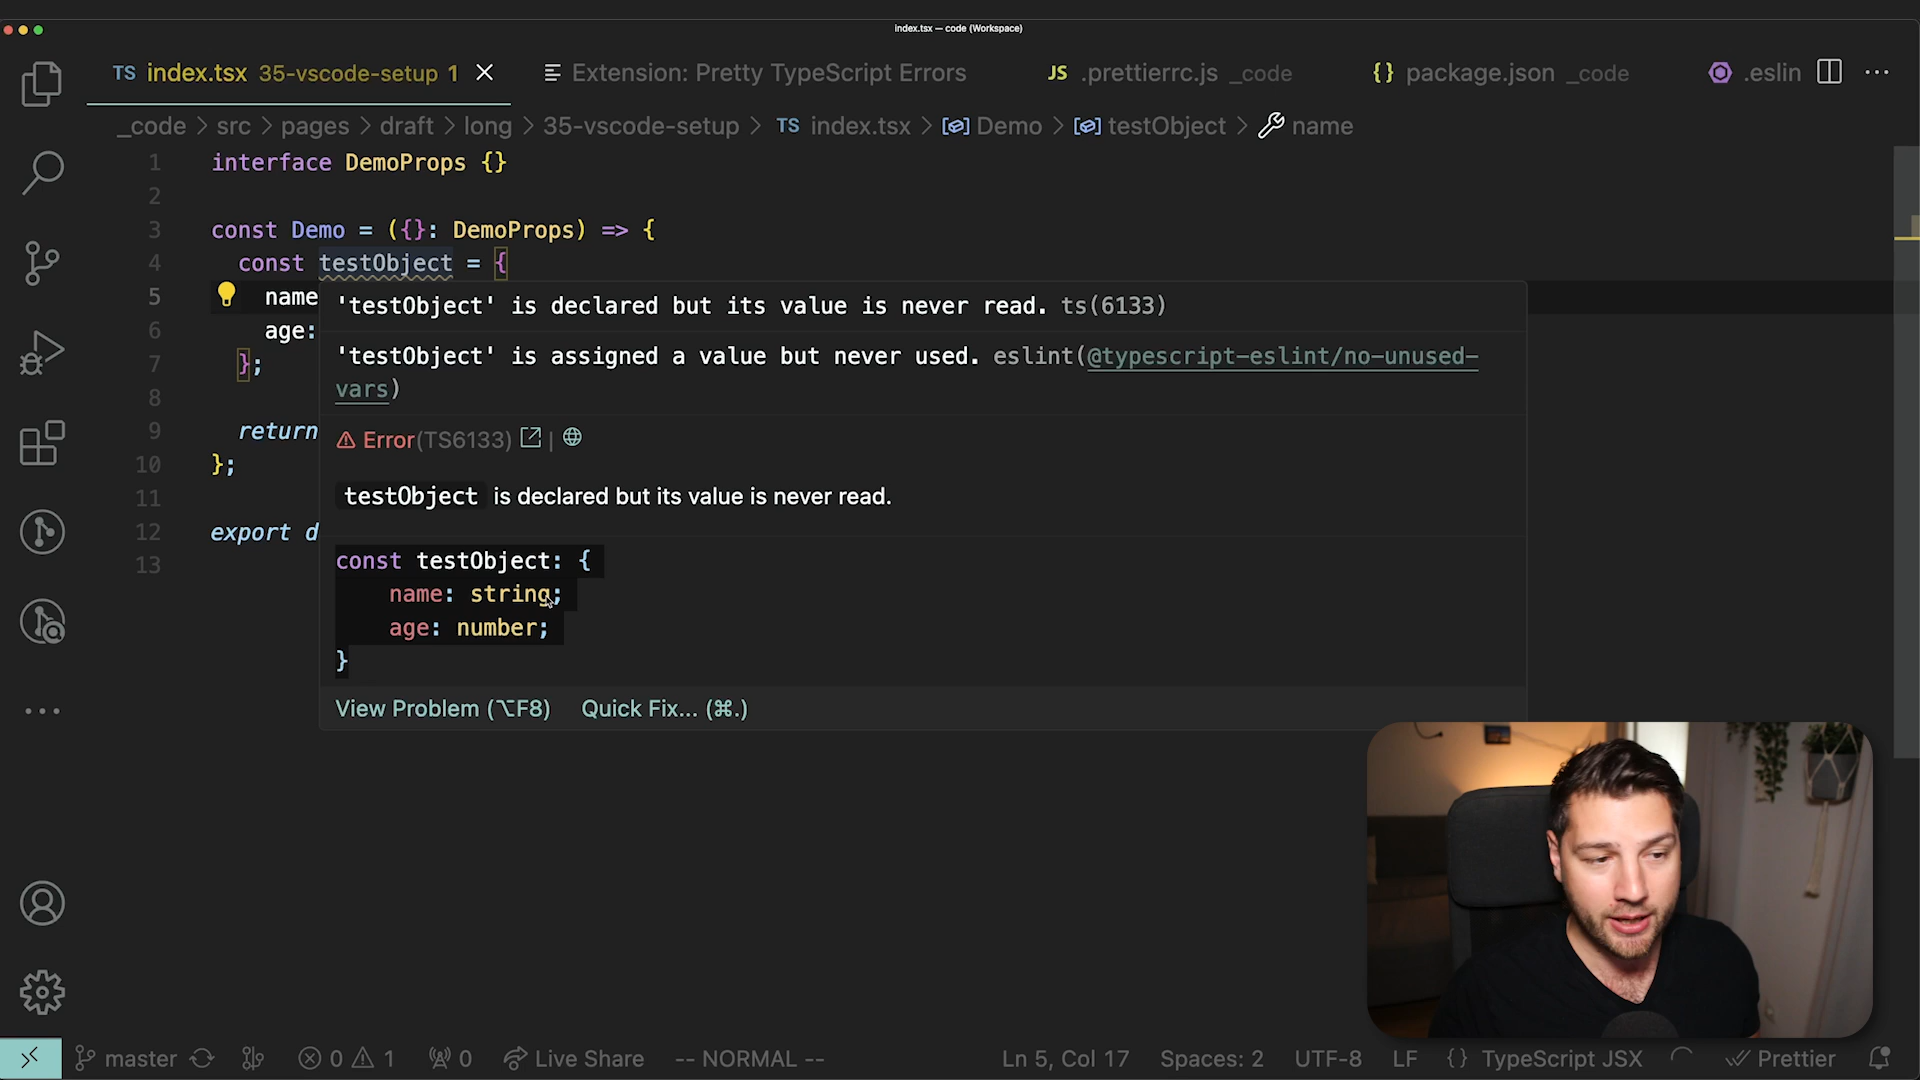 index.tsx — code (Workspace)
TS index.tsx 35-vscode-setup 1
Extension: Pretty TypeScript Errors
JS .prettierrc.js _code
{} package.json _code
.eslin
_code > src > pages > draft > long > 35-vscode-setup > TS index.tsx > Demo > testObject > name
1 interface DemoProps {}
2
3 const Demo = ({}: DemoProps) => {
4 const testObject = {
5 name
6 age:
7 };
8
9 return
10 };
11
12 export d
13
'testObject' is declared but its value is never read. ts(6133)
'testObject' is assigned a value but never used. eslint(@typescript-eslint/no-unused-
vars)
Error(TS6133) |
testObject is declared but its value is never read.
const testObject: {
name: string;
age: number;
}
View Problem (⌥F8) Quick Fix... (⌘.)
master 0 1 0 Live Share -- NORMAL -- Ln 5, Col 17 Spaces: 2 UTF-8 LF {} TypeScript JSX Prettier